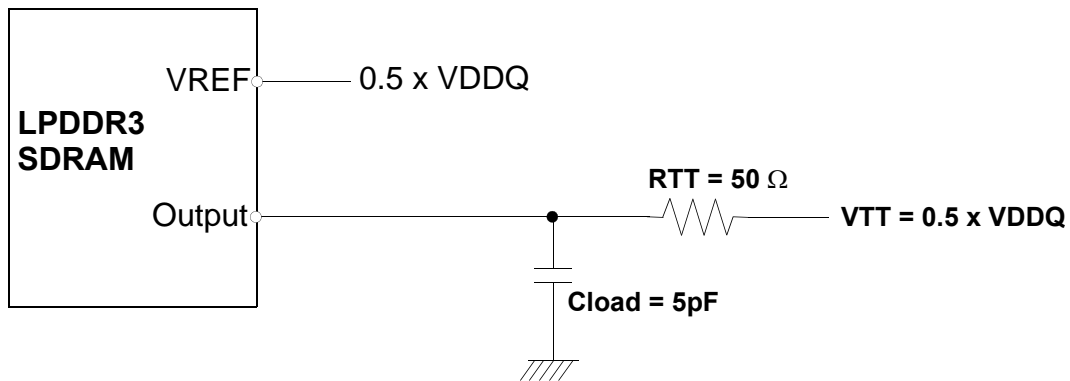 VREF
0.5 x VDDQ
LPDDR3
SDRAM
RTT = 50 Ω
Output
VTT = 0.5 x VDDQ
Cload = 5pF